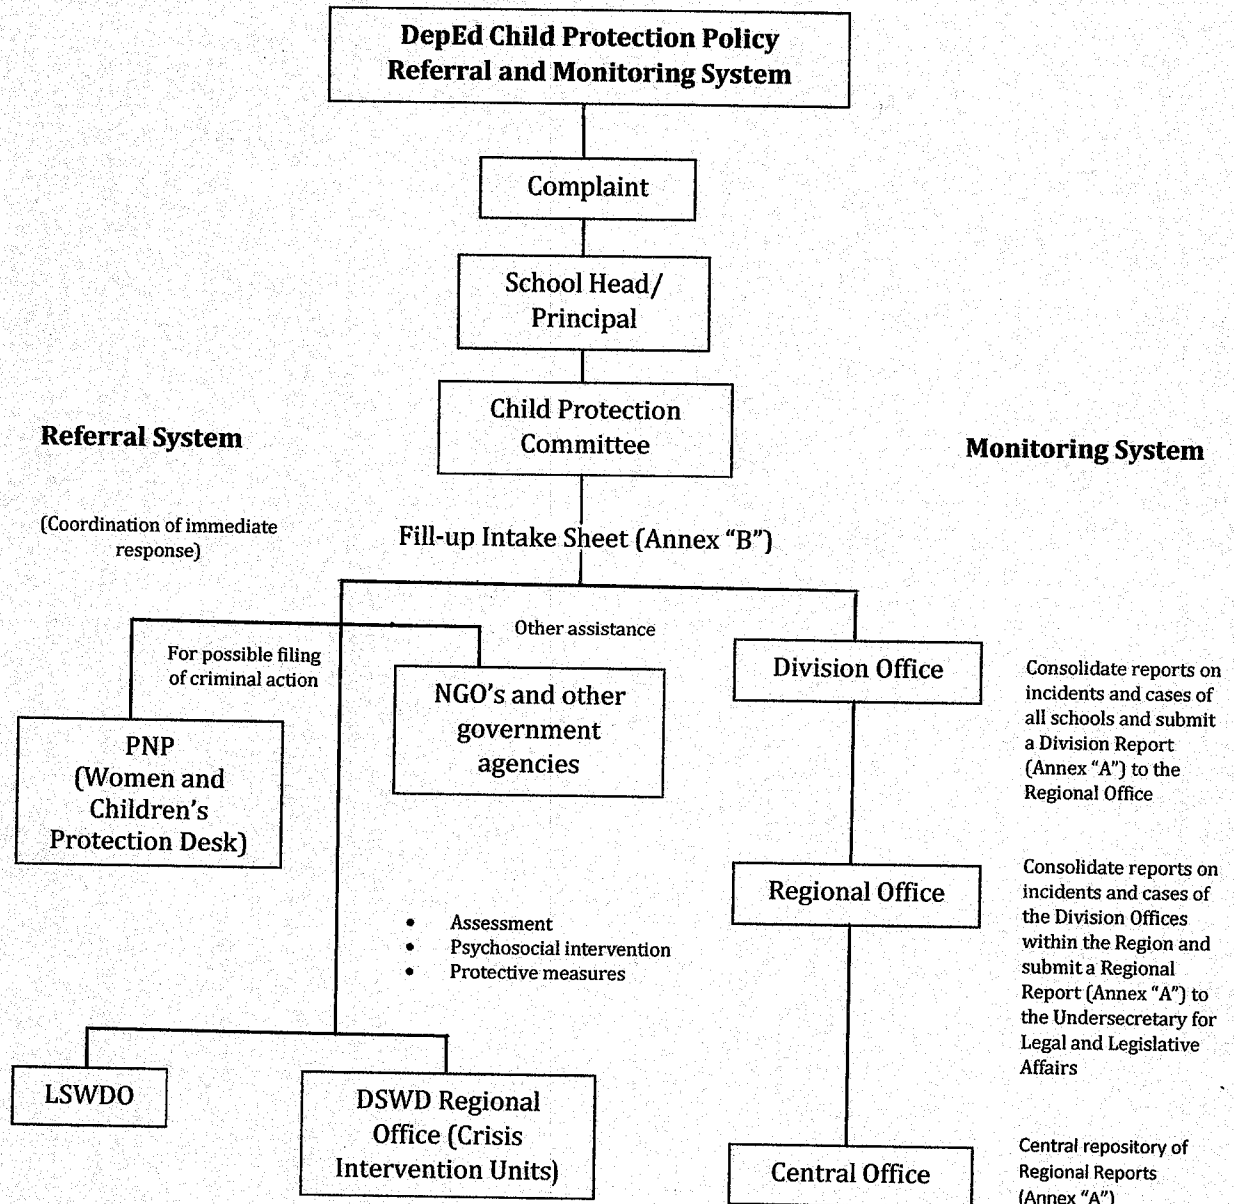 DepEd Child Protection Policy
Referral and Monitoring System
Complaint
School Head/
Principal
Child Protection
Committee
Referral System
Monitoring System
(Coordination of immediate
response)
Fill-up Intake Sheet (Annex “B”)
Other assistance
For possible filing
of criminal action
NGO’s and other
government
agencies
PNP
(Women and
Children’s
Protection Desk)
Division Office
Consolidate reports on
incidents and cases of
all schools and submit
a Division Report
(Annex “A”) to the
Regional Office
Regional Office
Consolidate reports on
incidents and cases of
the Division Offices
within the Region and
submit a Regional
Report (Annex “A”) to
the Undersecretary for
Legal and Legislative
Affairs
• Assessment
• Psychosocial intervention
• Protective measures
LSWDO
DSWD Regional
Office (Crisis
Intervention Units)
Central Office
Central repository of
Regional Reports
(Annex “A”)